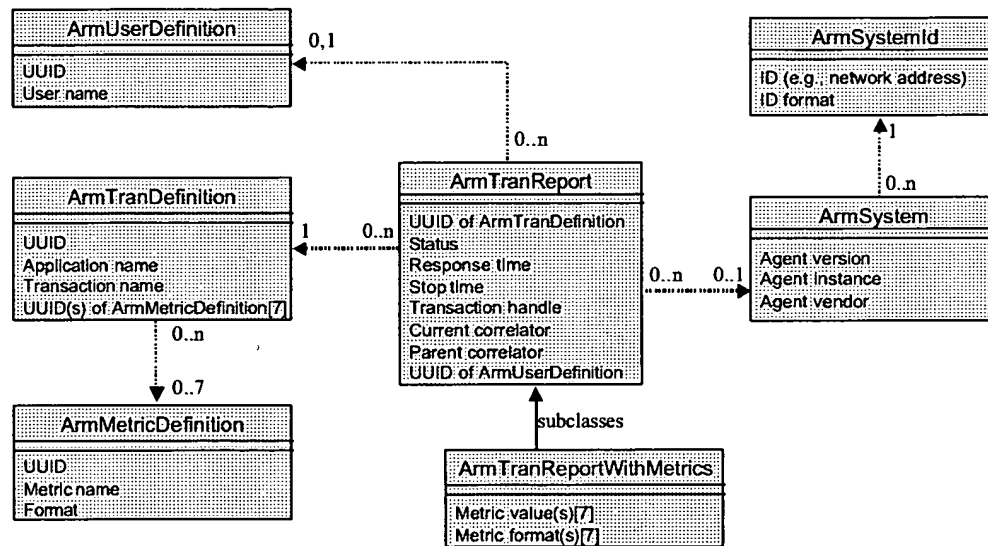 ArmUserDefinition
UUID
User name
0,1
0..n
ArmSystemId
ID (e.g., network address)
ID format
1
0..n
ArmTranDefinition
UUID
Application name
Transaction name
UUID(s) of ArmMetricDefinition[7]
1
0..n
0..n
0..7
ArmTranReport
UUID of ArmTranDefinition
Status
Response time
Stop time
Transaction handle
Current correlator
Parent correlator
UUID of ArmUserDefinition
0..n
0..1
ArmSystem
Agent version
Agent instance
Agent vendor
ArmMetricDefinition
UUID
Metric name
Format
subclasses
ArmTranReportWithMetrics
Metric value(s)[7]
Metric format(s)[7]